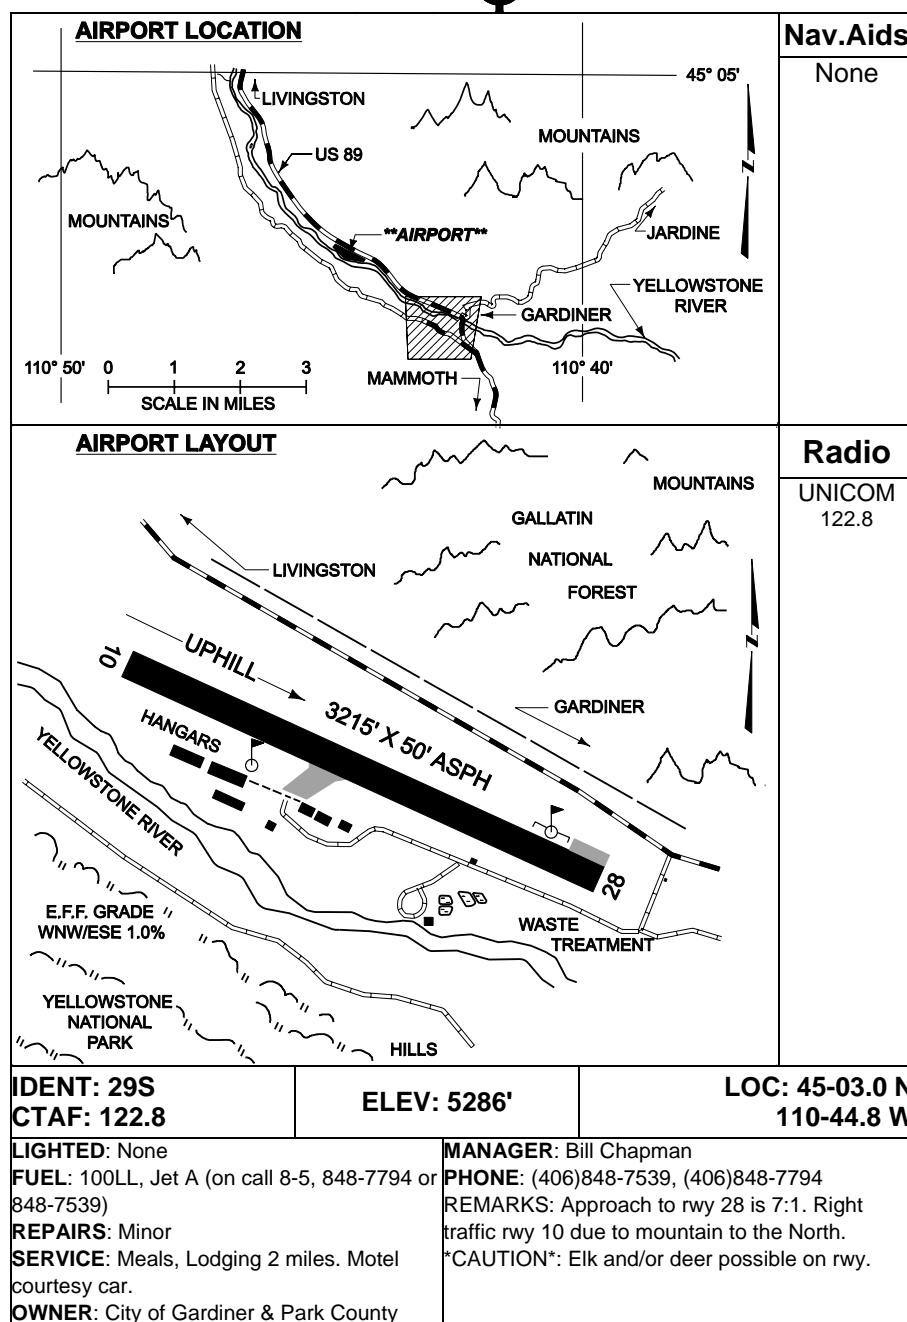 AIRPORT LOCATION
Nav.Aids
None
45° 05'
LIVINGSTON
MOUNTAINS
US 89
N
MOUNTAINS
**AIRPORT**
JARDINE
YELLOWSTONE
RIVER
GARDINER
110° 50'
0 1 2 3
110° 40'
MAMMOTH
SCALE IN MILES
AIRPORT LAYOUT
Radio
UNICOM
122.8
MOUNTAINS
GALLATIN
NATIONAL
FOREST
LIVINGSTON
N
10
UPHILL
3215' X 50' ASPH
GARDINER
HANGARS
YELLOWSTONE RIVER
28
E.F.F. GRADE
WNW/ESE 1.0%
WASTE
TREATMENT
YELLOWSTONE
NATIONAL
PARK
HILLS
IDENT: 29S
CTAF: 122.8
ELEV: 5286'
LOC: 45-03.0 N
110-44.8 W
LIGHTED: None
FUEL: 100LL, Jet A (on call 8-5, 848-7794 or
848-7539)
REPAIRS: Minor
SERVICE: Meals, Lodging 2 miles. Motel
courtesy car.
OWNER: City of Gardiner & Park County
MANAGER: Bill Chapman
PHONE: (406)848-7539, (406)848-7794
REMARKS: Approach to rwy 28 is 7:1. Right
traffic rwy 10 due to mountain to the North.
*CAUTION*: Elk and/or deer possible on rwy.